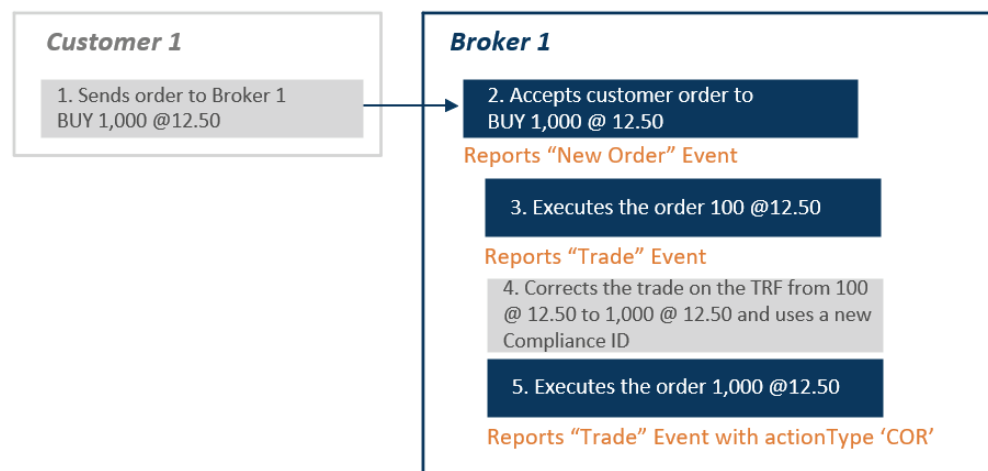 Customer 1
1. Sends order to Broker 1
BUY 1,000 @12.50
Broker 1
2. Accepts customer order to
BUY 1,000 @ 12.50
Reports “New Order” Event
3. Executes the order 100 @12.50
Reports “Trade” Event
4. Corrects the trade on the TRF from 100
@ 12.50 to 1,000 @ 12.50 and uses a new
Compliance ID
5. Executes the order 1,000 @12.50
Reports “Trade” Event with actionType ‘COR’